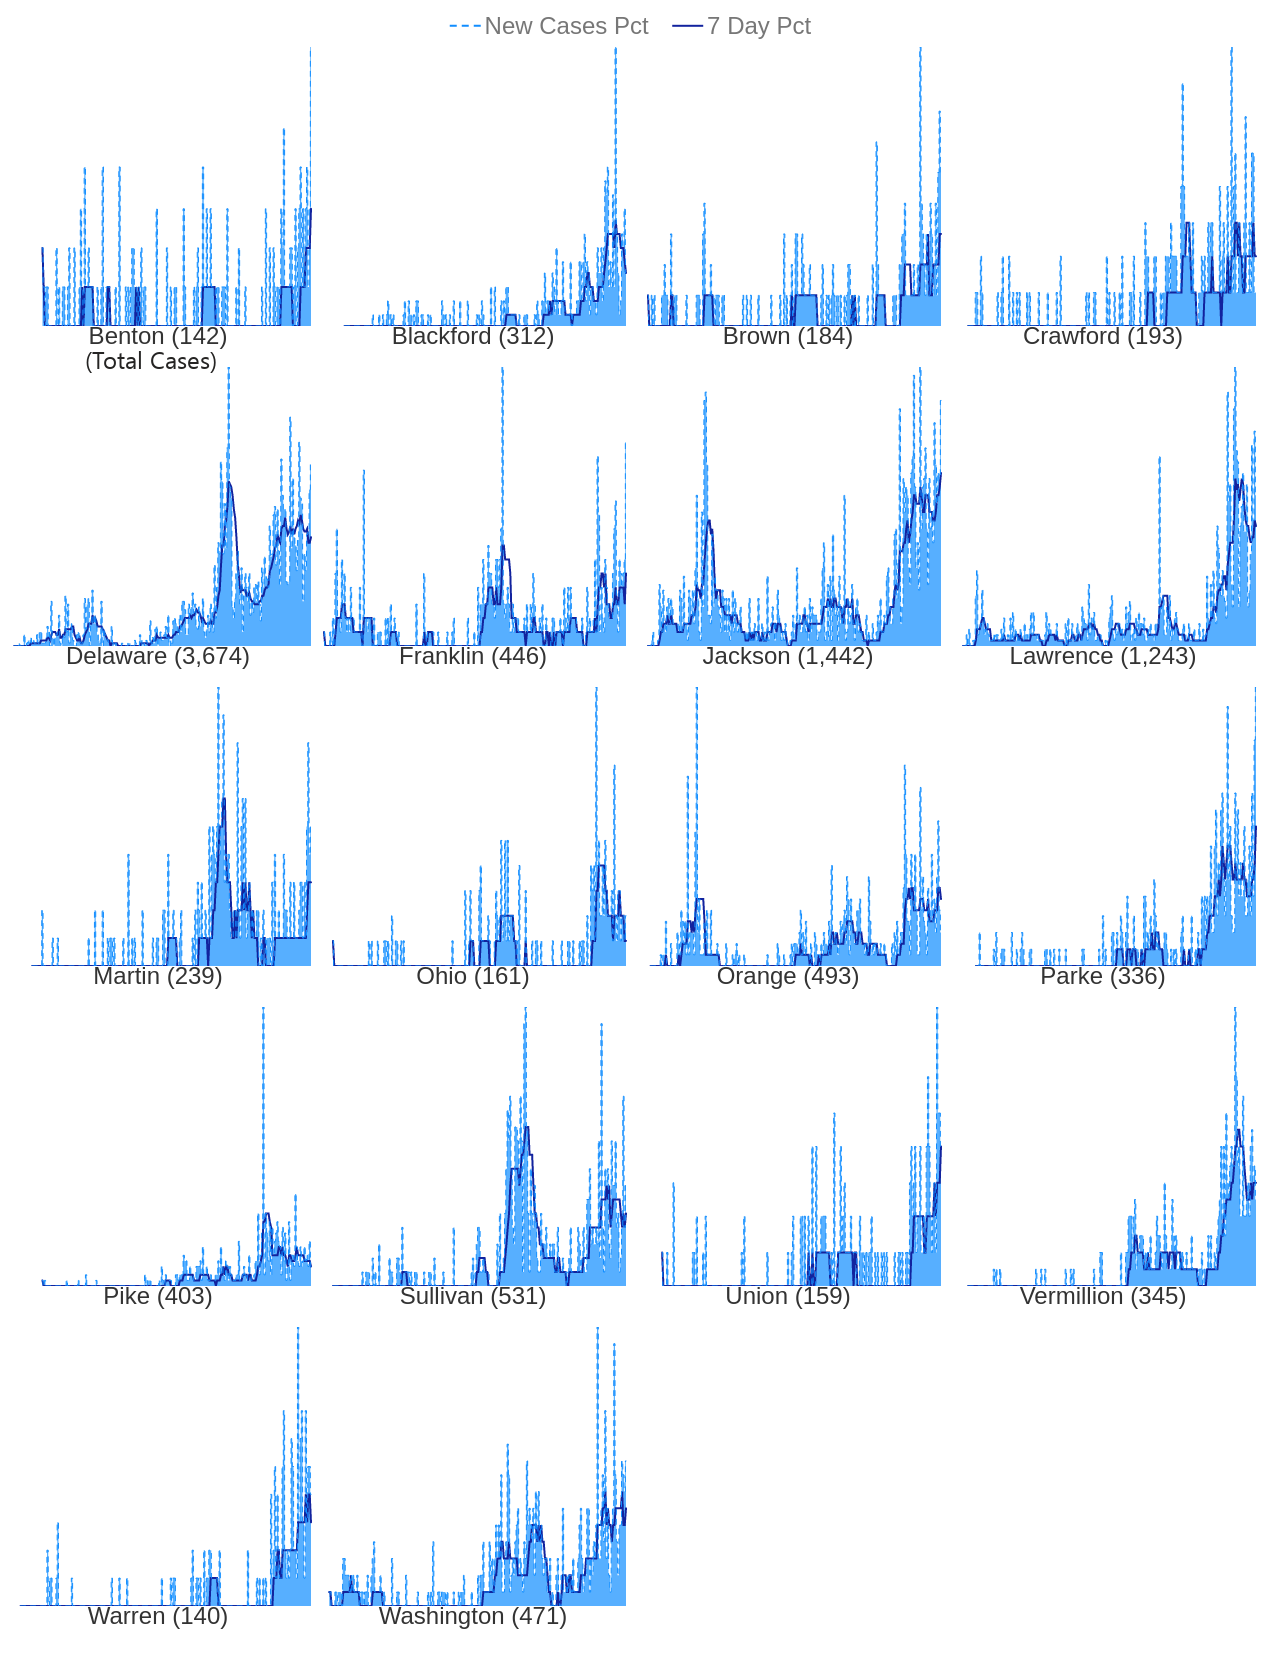 New Cases Pct 7 Day Pct
Benton (142) Blackford (312) Brown (184) Crawford (193)
(Total Cases)
Delaware (3,674) Franklin (446) Jackson (1,442) Lawrence (1,243)
Martin (239) Ohio (161) Orange (493) Parke (336)
Pike (403) Sullivan (531) Union (159) Vermillion (345)
Warren (140) Washington (471)